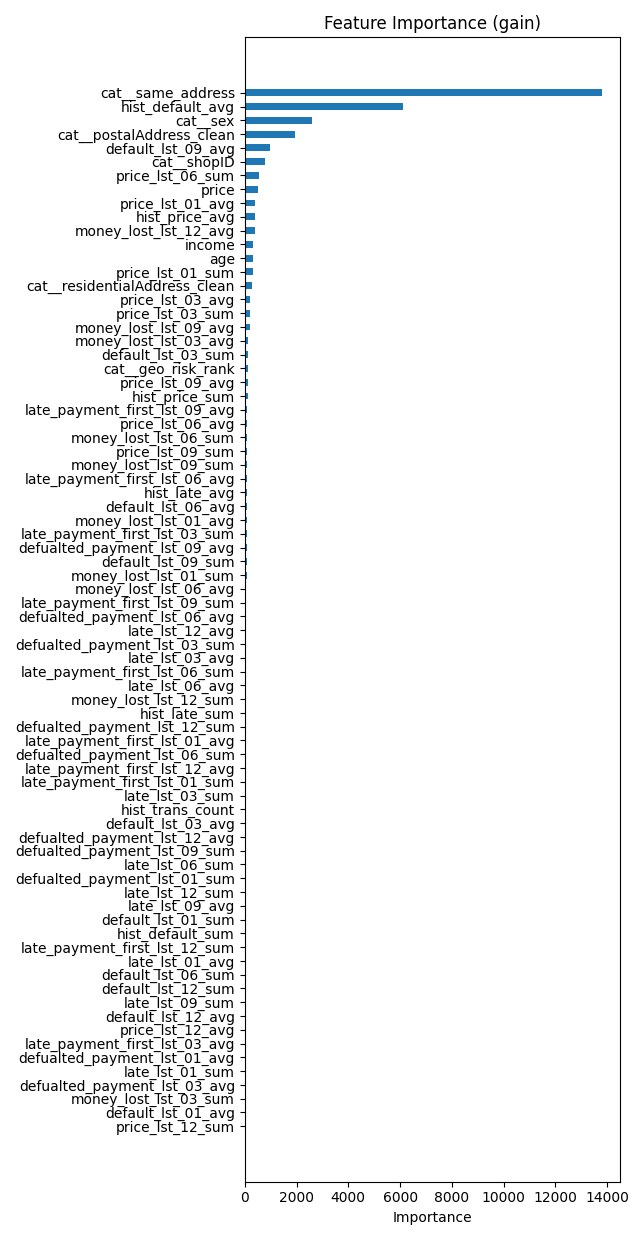 Feature Importance (gain)
cat__same_address
hist_default_avg
cat__sex
cat__postalAddress_clean
default_lst_09_avg
cat__shopID
price_lst_06_sum
price
price_lst_01_avg
hist_price_avg
money_lost_lst_12_avg
income
age
price_lst_01_sum
cat__residentialAddress_clean
price_lst_03_avg
price_lst_03_sum
money_lost_lst_09_avg
money_lost_lst_03_avg
default_lst_03_sum
cat__geo_risk_rank
price_lst_09_avg
hist_price_sum
late_payment_first_lst_09_avg
price_lst_06_avg
money_lost_lst_06_sum
price_lst_09_sum
money_lost_lst_09_sum
late_payment_first_lst_06_avg
hist_late_avg
default_lst_06_avg
money_lost_lst_01_avg
late_payment_first_lst_03_sum
defualted_payment_lst_09_avg
default_lst_09_sum
money_lost_lst_01_sum
money_lost_lst_06_avg
late_payment_first_lst_09_sum
defualted_payment_lst_06_avg
late_lst_12_avg
defualted_payment_lst_03_sum
late_lst_03_avg
late_payment_first_lst_06_sum
late_lst_06_avg
money_lost_lst_12_sum
hist_late_sum
defualted_payment_lst_12_sum
late_payment_first_lst_01_avg
defualted_payment_lst_06_sum
late_payment_first_lst_12_avg
late_payment_first_lst_01_sum
late_lst_03_sum
hist_trans_count
default_lst_03_avg
defualted_payment_lst_12_avg
defualted_payment_lst_09_sum
late_lst_06_sum
defualted_payment_lst_01_sum
late_lst_12_sum
late_lst_09_avg
default_lst_01_sum
hist_default_sum
late_payment_first_lst_12_sum
late_lst_01_avg
default_lst_06_sum
default_lst_12_sum
late_lst_09_sum
default_lst_12_avg
price_lst_12_avg
late_payment_first_lst_03_avg
defualted_payment_lst_01_avg
late_lst_01_sum
defualted_payment_lst_03_avg
money_lost_lst_03_sum
default_lst_01_avg
price_lst_12_sum
0 2000 4000 6000 8000 10000 12000 14000
Importance